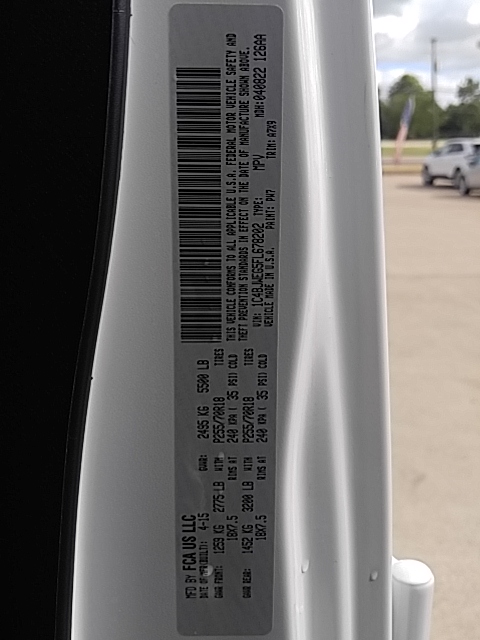 MFD BY FCA US LLC
DATE OF MFR(BUILT): 4-15 GVWR: 2495 KG 5500 LB
GAWR FRONT: 1259 KG 2775 LB WITH P255/70R18 TIRES
18X7.5 RIMS AT 240 KPA ( 35 PSI) COLD
GAWR REAR: 1452 KG 3200 LB WITH P255/70R18 TIRES
18X7.5 RIMS AT 240 KPA ( 35 PSI) COLD
THIS VEHICLE CONFORMS TO ALL APPLICABLE U.S.A. FEDERAL MOTOR VEHICLE SAFETY AND
THEFT PREVENTION STANDARDS IN EFFECT ON THE DATE OF MANUFACTURE SHOWN ABOVE.
VIN: 1C4BJWEG5FL678202 TYPE: MPV MDH:040822 126AA
VEHICLE MADE IN U.S.A. PAINT: PW7 TRIM: A7X9